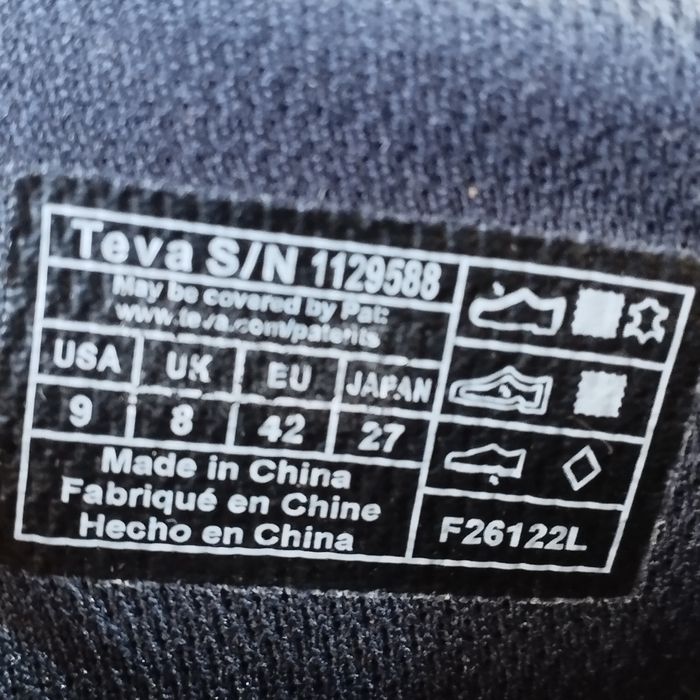 Teva S/N 1129588
May be covered by Pat:
www.teva.com/patents
USA UK EU JAPAN
9 8 42 27
Made in China
Fabriqué en Chine
Hecho en China
F26122L